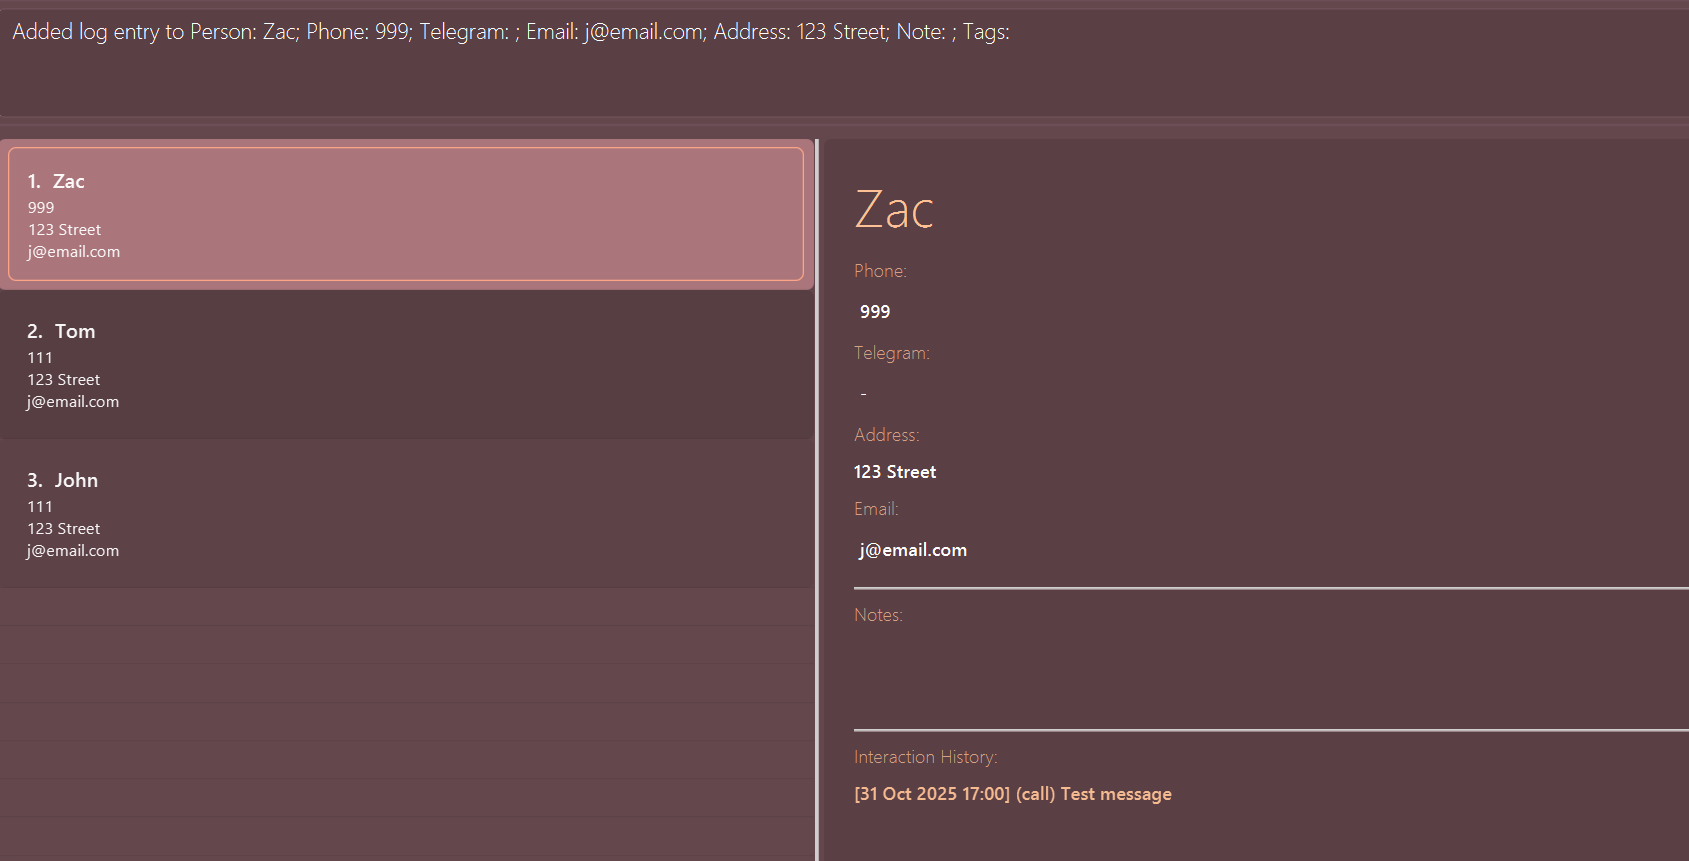 Added log entry to Person: Zac; Phone: 999; Telegram: ; Email: j@email.com; Address: 123 Street; Note: ; Tags:
1. Zac
999
123 Street
j@email.com
2. Tom
111
123 Street
j@email.com
3. John
111
123 Street
j@email.com
Zac
Phone:
999
Telegram:
-
Address:
123 Street
Email:
j@email.com
Notes:
Interaction History:
[31 Oct 2025 17:00] (call) Test message